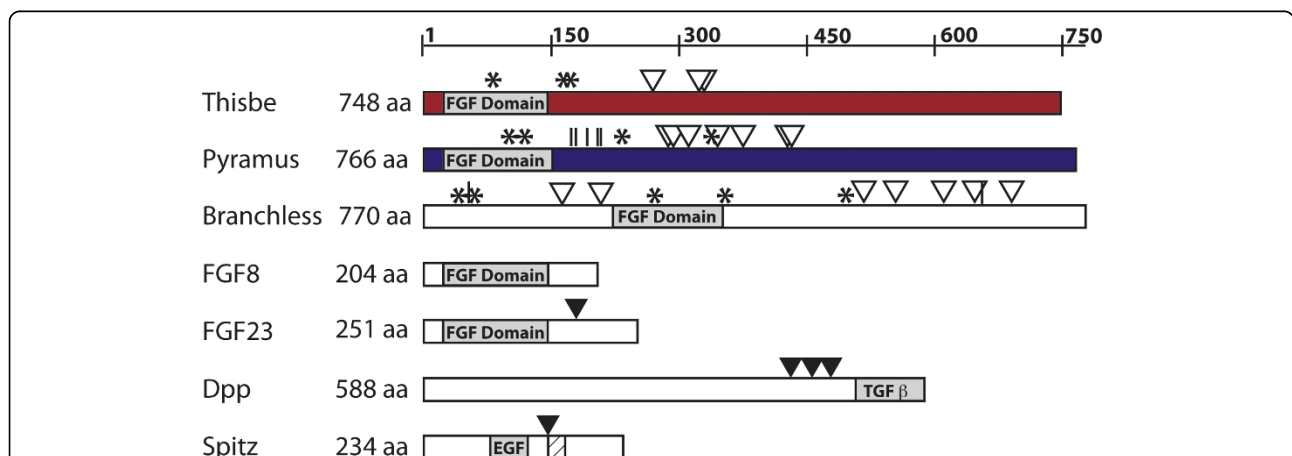 1 150 300 450 600 750
* ** Thisbe 748 aa FGF Domain
** * * Pyramus 766 aa FGF Domain
** * * * Branchless 770 aa FGF Domain
FGF8 204 aa FGF Domain
FGF23 251 aa FGF Domain
Dpp 588 aa TGF β
Spitz 234 aa EGF